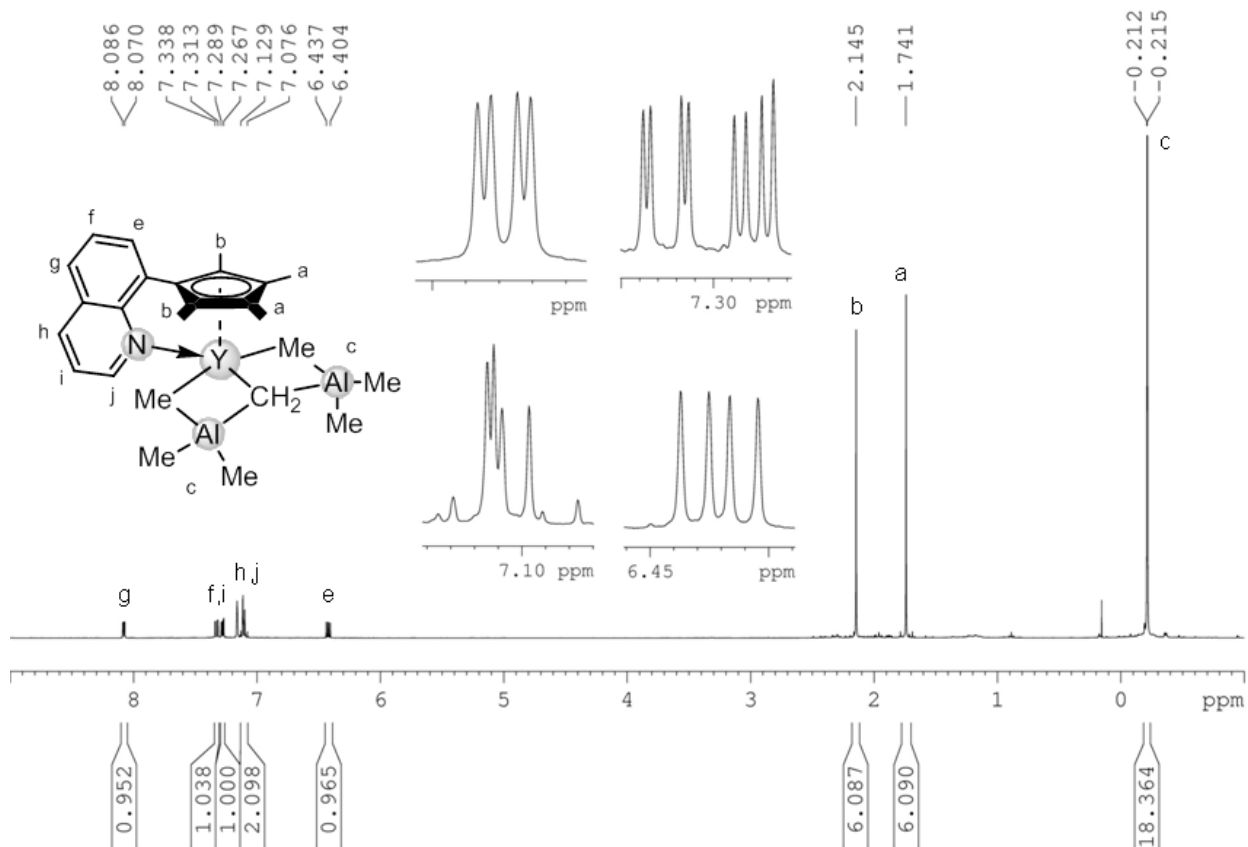 8.086
8.070
7.338
7.313
7.289
7.267
7.129
7.076
6.437
6.404
2.145
1.741
-0.212
-0.215
c
f
e
b
g
a
b
a
h
N
Y
Me
c
i
j
Me
CH2
Al
Me
Al
Me
Me
Me
c
ppm
7.30 ppm
7.10 ppm
6.45 ppm
b
a
g
f,i
h,j
e
8 7 6 5 4 3 2 1 0 ppm
0.952
1.038
1.000
2.098
0.965
6.087
6.090
18.364